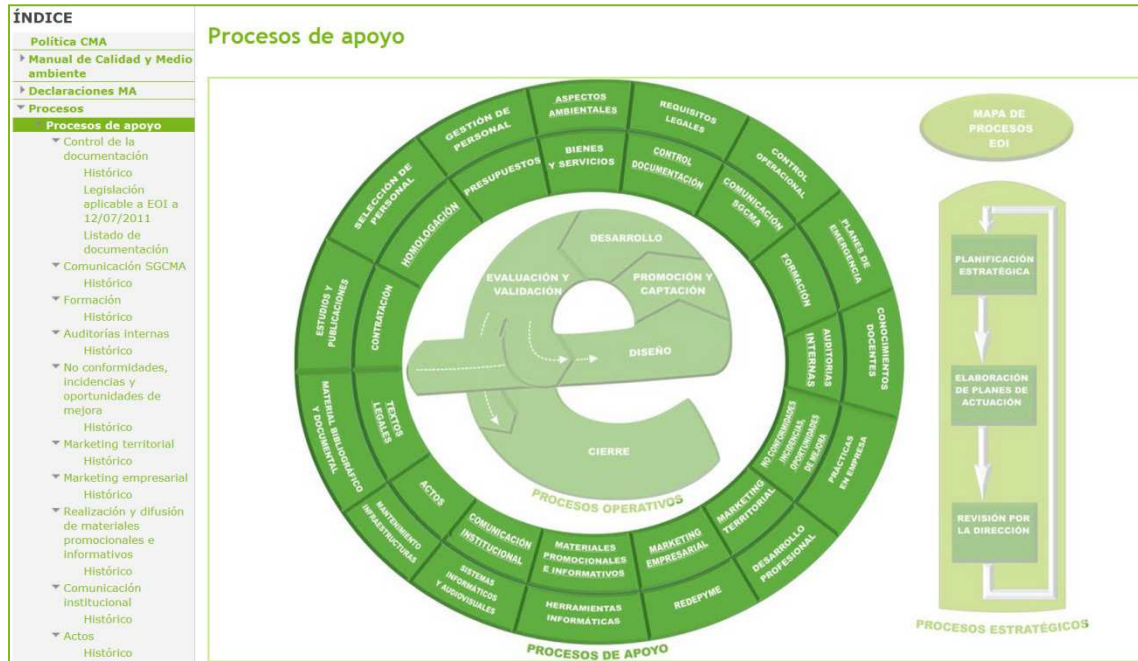 ÍNDICE
Política CMA
Manual de Calidad y Medio
ambiente
Declaraciones MA
Procesos
Procesos de apoyo
Control de la
documentación
Histórico
Legislación
aplicable a EOI a
12/07/2011
Listado de
documentación
Comunicación SGCMA
Histórico
Formación
Histórico
Auditorías internas
Histórico
No conformidades,
incidencias y
oportunidades de
mejora
Histórico
Marketing territorial
Histórico
Marketing empresarial
Histórico
Realización y difusión
de materiales
promocionales e
informativos
Histórico
Comunicación
institucional
Histórico
Actos
Histórico
Procesos de apoyo
ASPECTOS
AMBIENTALES
REQUISITOS
LEGALES
CONTROL
OPERACIONAL
PLANES DE
EMERGENCIA
CONOCIMIENTOS
DOCENTES
PRÁCTICAS
EN EMPRESA
DESARROLLO
PROFESIONAL
REDEPYME
HERRAMIENTAS
INFORMÁTICAS
SISTEMAS
INFORMÁTICOS
Y AUDIOVISUALES
MANTENIMIENTO
INFRAESTRUCTURAS
MATERIAL BIBLIOGRÁFICO
Y DOCUMENTAL
ESTUDIOS Y
PUBLICACIONES
SELECCIÓN DE
PERSONAL
GESTIÓN DE
PERSONAL
BIENES
Y SERVICIOS
CONTROL
DOCUMENTACIÓN
COMUNICACIÓN
SGCMA
FORMACIÓN
AUDITORIAS
INTERNAS
NO CONFORMIDADES
INCIDENCIAS,
OPORTUNIDADES
DE MEJORA
MARKETING
TERRITORIAL
MARKETING
EMPRESARIAL
MATERIALES
PROMOCIONALES
E INFORMATIVOS
COMUNICACIÓN
INSTITUCIONAL
ACTOS
TEXTOS
LEGALES
CONTRATACIÓN
HOMOLOGACIÓN
PRESUPUESTOS
DESARROLLO
EVALUACIÓN Y
VALIDACIÓN
PROMOCIÓN Y
CAPTACIÓN
DISEÑO
CIERRE
PROCESOS OPERATIVOS
PROCESOS DE APOYO
MAPA DE
PROCESOS
EDI
PLANIFICACIÓN
ESTRATÉGICA
ELABORACIÓN
DE PLANES DE
ACTUACIÓN
REVISIÓN POR
LA DIRECCIÓN
PROCESOS ESTRATÉGICOS